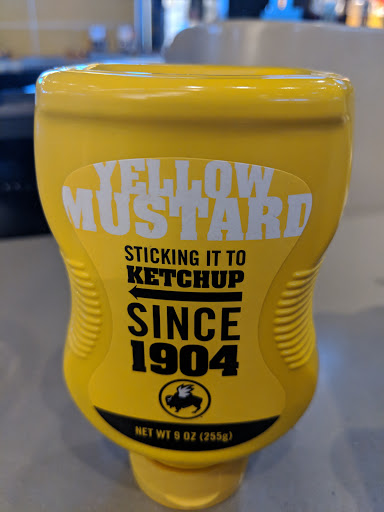 YELLOW
MUSTARD
STICKING IT TO
KETCHUP
SINCE
1904
NET WT 9 OZ (255g)